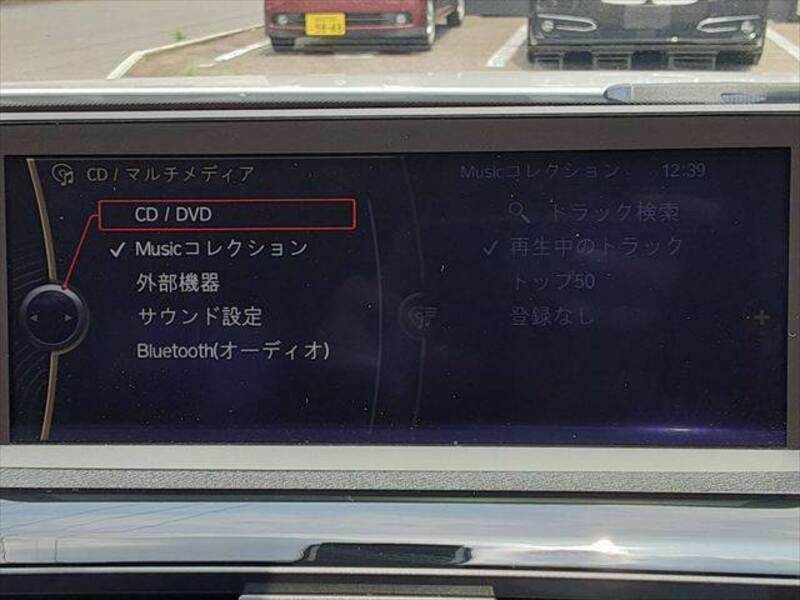 CD / マルチメディア
CD / DVD
Musicコレクション
外部機器
サウンド設定
Bluetooth(オーディオ)
Musicコレクション 12:39
トラック検索
再生中のトラック
トップ50
登録なし